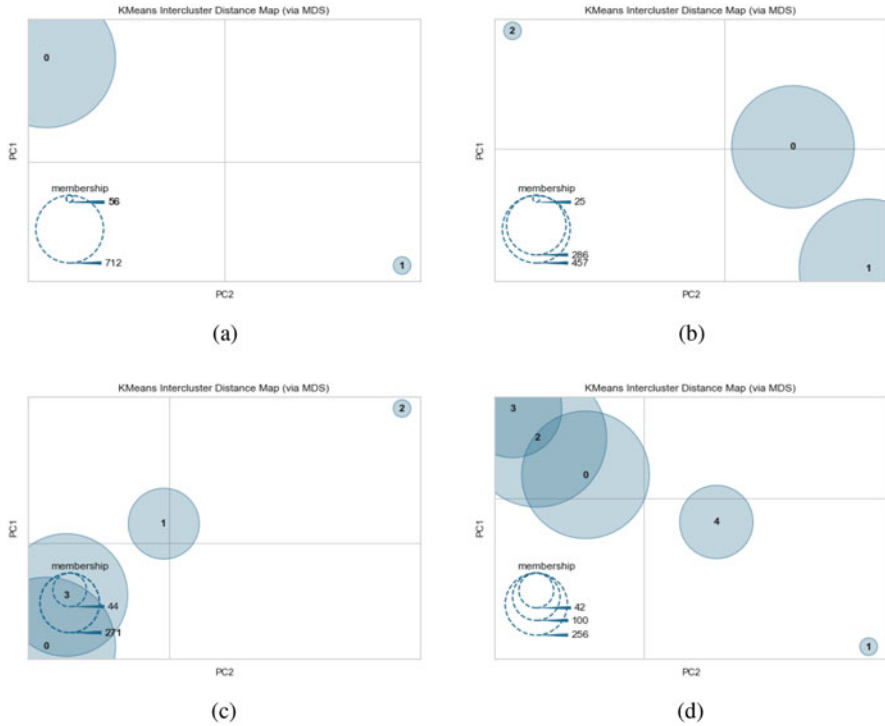 KMeans Intercluster Distance Map (via MDS)
0
PC1
membership
56
712
1
PC2
(a)
KMeans Intercluster Distance Map (via MDS)
2
0
PC1
membership
25
286
457
1
PC2
(b)
KMeans Intercluster Distance Map (via MDS)
2
1
PC1
membership
3
44
271
0
PC2
(c)
KMeans Intercluster Distance Map (via MDS)
3
2
0
4
PC1
membership
42
100
256
1
PC2
(d)